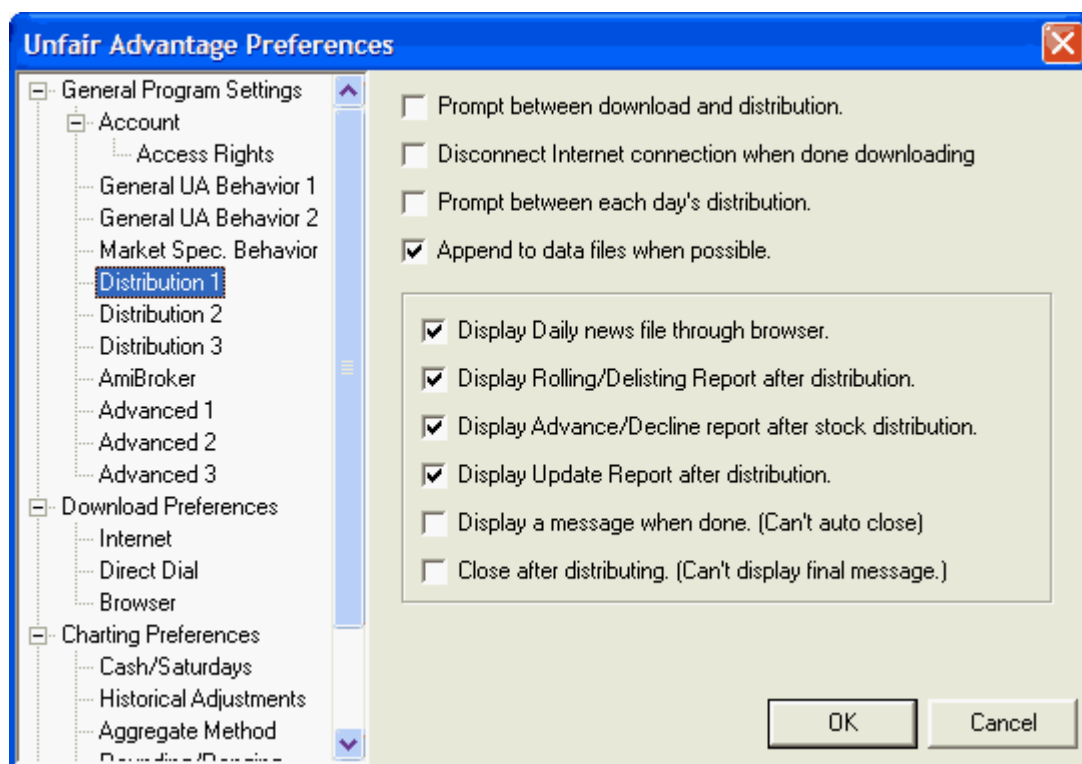 Unfair Advantage Preferences
General Program Settings
Account
Access Rights
General UA Behavior 1
General UA Behavior 2
Market Spec. Behavior
Distribution 1
Distribution 2
Distribution 3
AmiBroker
Advanced 1
Advanced 2
Advanced 3
Download Preferences
Internet
Direct Dial
Browser
Charting Preferences
Cash/Saturdays
Historical Adjustments
Aggregate Method
Prompt between download and distribution.
Disconnect Internet connection when done downloading
Prompt between each day's distribution.
Append to data files when possible.
Display Daily news file through browser.
Display Rolling/Delisting Report after distribution.
Display Advance/Decline report after stock distribution.
Display Update Report after distribution.
Display a message when done. (Can't auto close)
Close after distributing. (Can't display final message.)
OK
Cancel